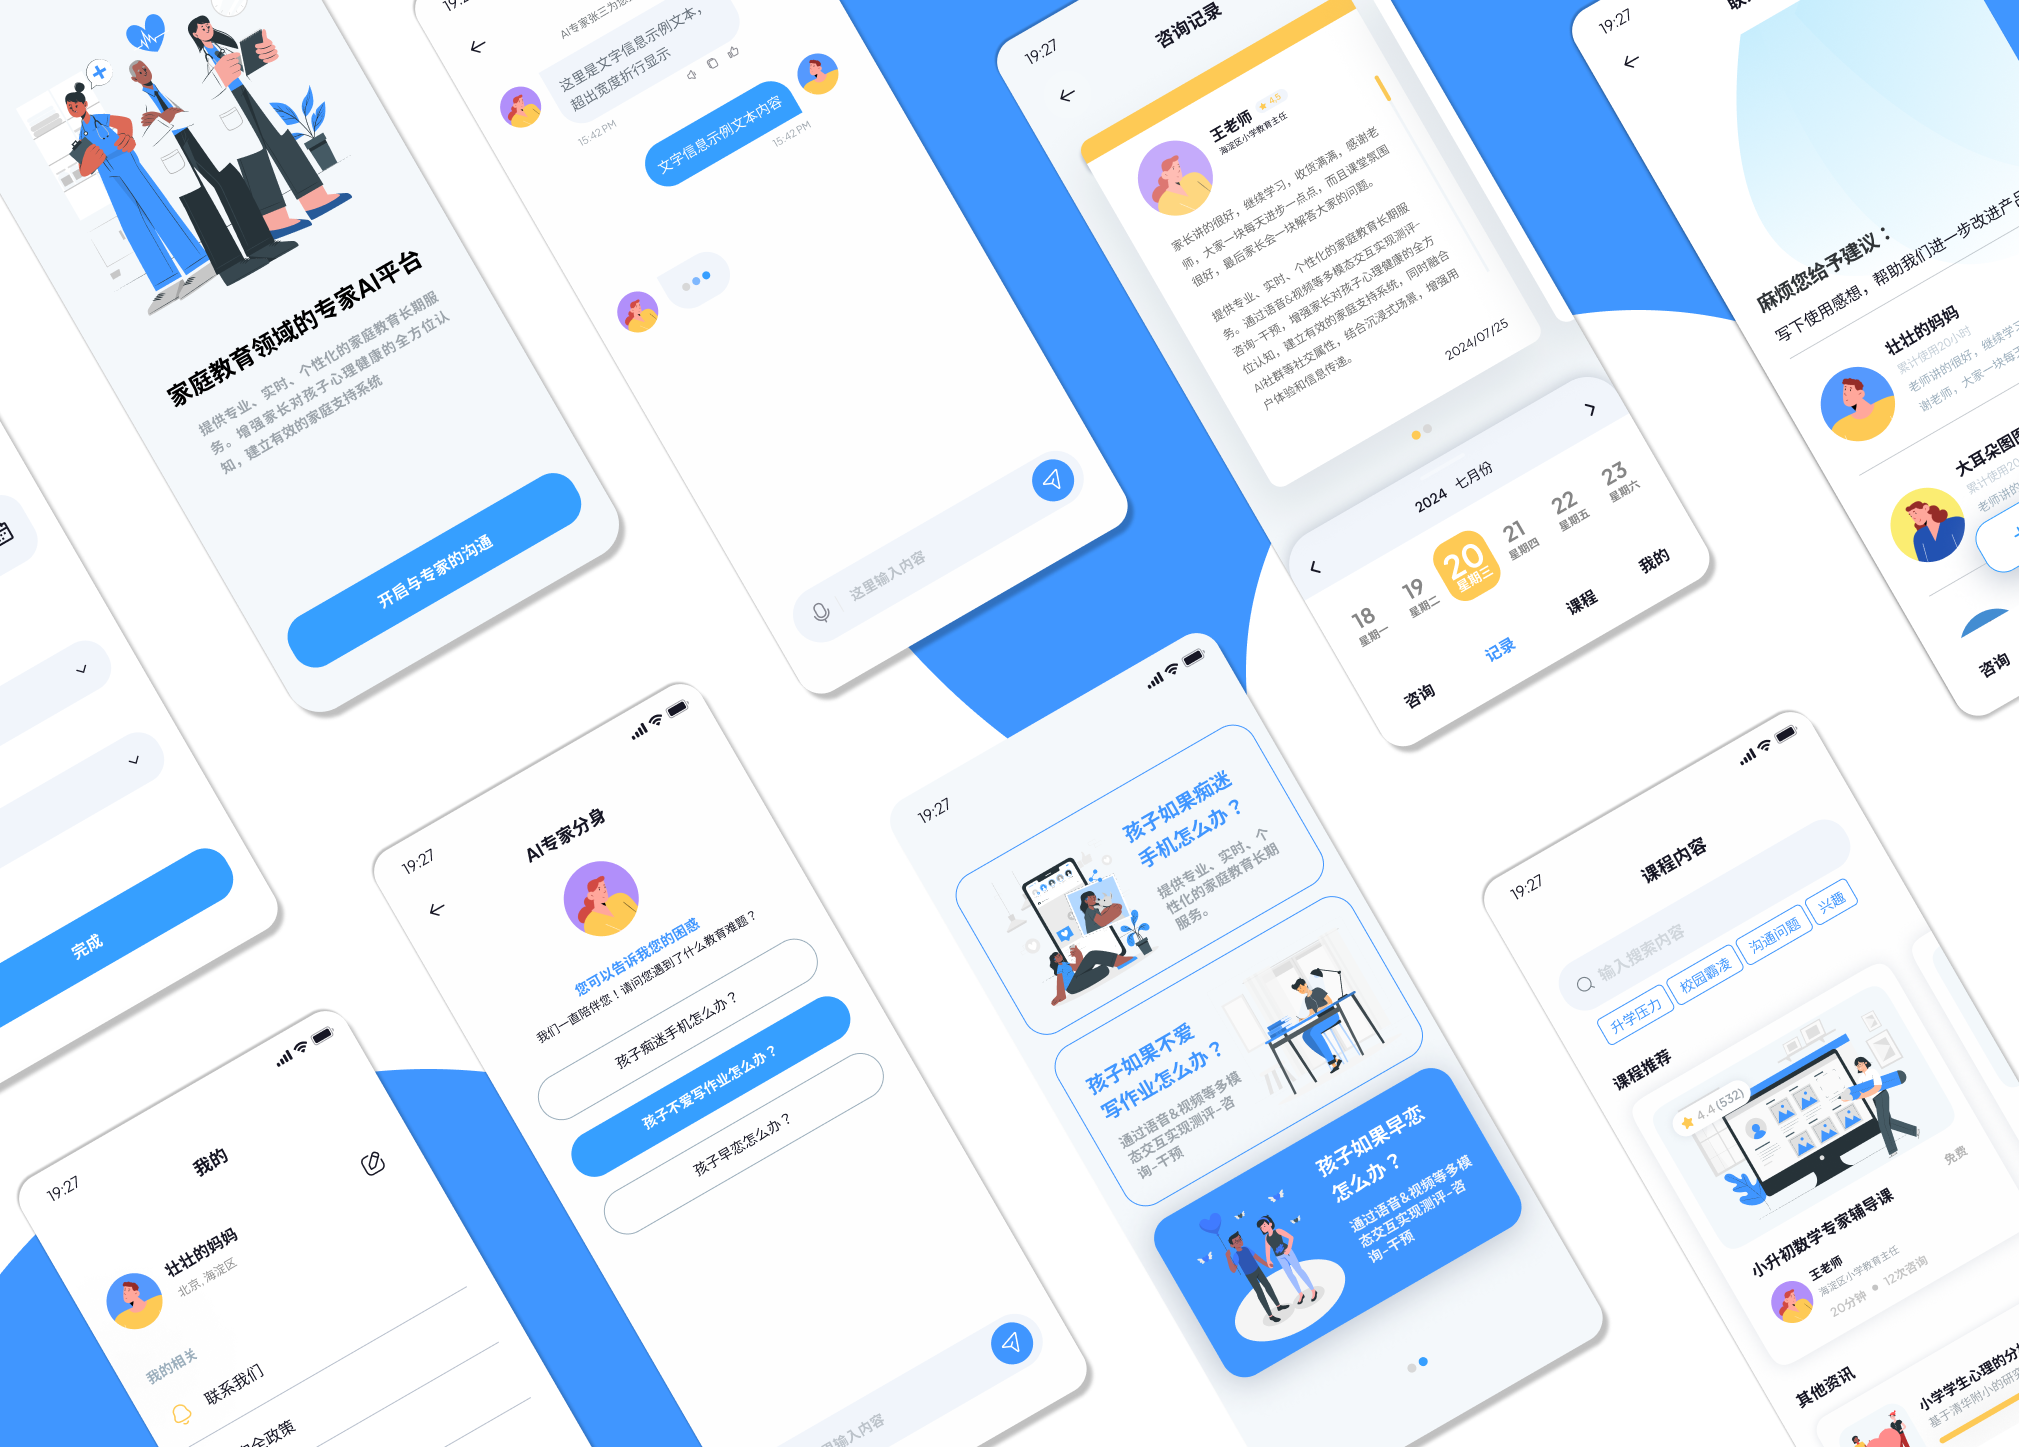 家庭教育领域的专家AI平台
提供专业、实时、个性化的家庭教育长期服
务。增强家长对孩子心理健康的全方位认
知，建立有效的家庭支持系统
开启与专家的沟通
完成
AI专家张三为您
这里是文字信息示例文本，
超出宽度折行显示
15:42 PM
文字信息示例文本内容
15:42 PM
这里输入内容
19:27
咨询记录
王老师
4.5
海淀区小学教育主任
家长讲的很好，继续学习，收货满满，感谢老
师，大家一块每天进步一点点，而且课堂氛围
很好，最后家长会一块解答大家的问题。
提供专业、实时、个性化的家庭教育长期服
务。通过语音&视频等多模态交互实现测评-
咨询-干预，增强家长对孩子心理健康的全方
位认知，建立有效的家庭支持系统，同时融合
AI社群等社交属性，结合沉浸式场景，增强用
户体验和信息传递。
2024/07/25
2024 七月份
18
星期一
19
星期二
20
星期三
21
星期四
22
星期五
23
星期六
咨询
记录
课程
我的
19:27
麻烦您给予建议：
写下使用感想，帮助我们进一步改进产品
壮壮的妈妈
累计使用20小时
老师讲的很好，继续学习
谢老师，大家一块每天
大耳朵图图
累计使用20
老师讲的
咨询
19:27
我的
壮壮的妈妈
北京, 海淀区
我的相关
联系我们
安全政策
19:27
AI专家分身
您可以告诉我您的困惑
我们一直陪伴您！请问您遇到了什么教育难题？
孩子痴迷手机怎么办？
孩子不爱写作业怎么办？
孩子早恋怎么办？
这里输入内容
19:27
孩子如果痴迷
手机怎么办？
提供专业、实时、个
性化的家庭教育长期
服务。
孩子如果不爱
写作业怎么办？
通过语音&视频等多模
态交互实现测评-咨
询-干预
孩子如果早恋
怎么办？
通过语音&视频等多模
态交互实现测评-咨
询-干预
19:27
课程内容
输入搜索内容
升学压力
校园霸凌
沟通问题
兴趣
课程推荐
4.4 (532)
免费
小升初数学专家辅导课
王老师
海淀区小学教育主任
20分钟
12次咨询
其他资讯
小学学生心理的分
基于清华附小的研究